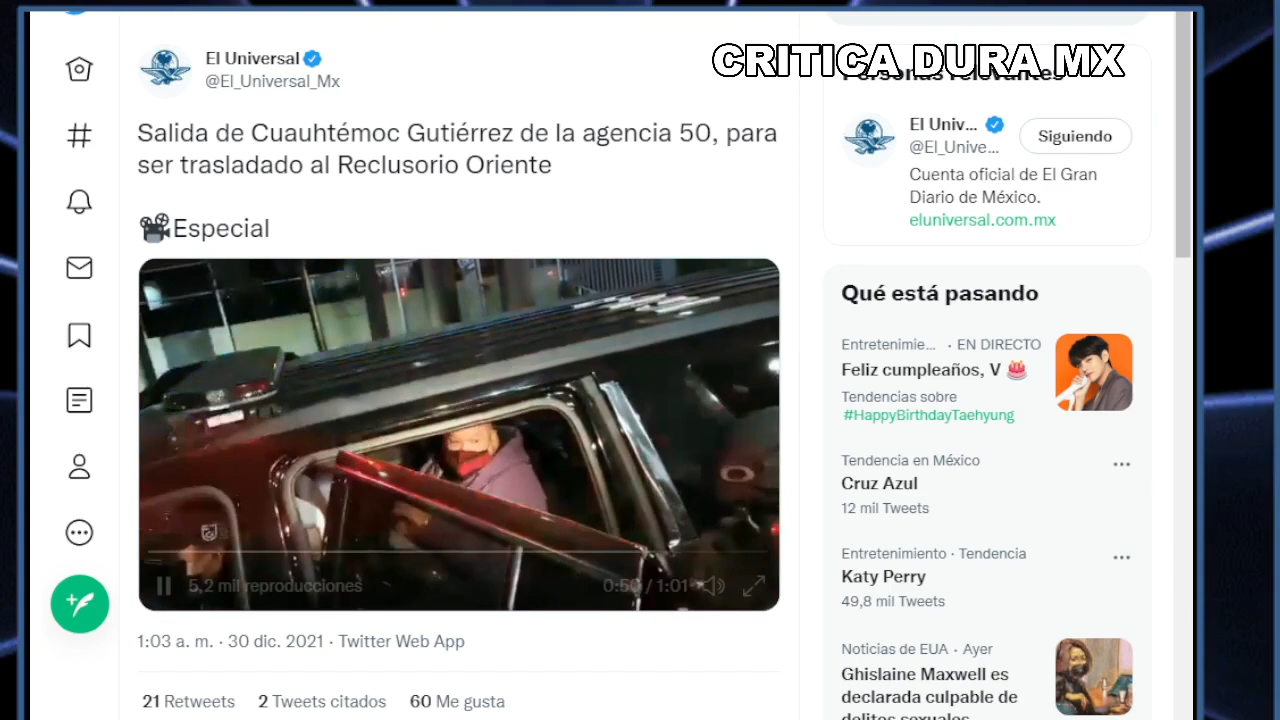 CRITICA DURA MX
El Universal
@El_Universal_Mx
Salida de Cuauhtémoc Gutiérrez de la agencia 50, para
ser trasladado al Reclusorio Oriente
Especial
5,2 mil reproducciones
0:50 / 1:01
1:03 a. m. · 30 dic. 2021 · Twitter Web App
21 Retweets 2 Tweets citados 60 Me gusta
Personas relevantes
El Univ...
@El_Unive...
Siguiendo
Cuenta oficial de El Gran
Diario de México.
eluniversal.com.mx
Qué está pasando
Entretenimie... · EN DIRECTO
Feliz cumpleaños, V
Tendencias sobre
#HappyBirthdayTaehyung
Tendencia en México
Cruz Azul
12 mil Tweets
Entretenimiento · Tendencia
Katy Perry
49,8 mil Tweets
Noticias de EUA · Ayer
Ghislaine Maxwell es
declarada culpable de
delitos sexuales